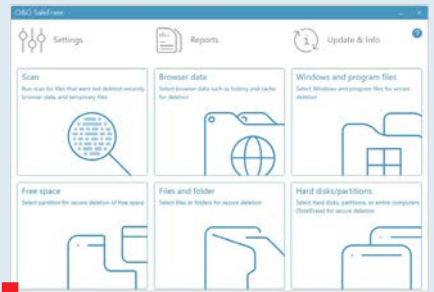 O&O SafeErase
Settings
Reports
Update & Info
Scan
Run scan for files that were not deleted securely,
browser data, and temporary files
Browser data
Select browser data such as history and cache
for deletion
Windows and program files
Select Windows and program files for secure
deletion
Free space
Select partition for secure deletion of free space
Files and folder
Select files or folders for secure deletion
Hard disks/partitions
Select hard disks, partitions, or entire computers
(TotalErase) for secure deletion